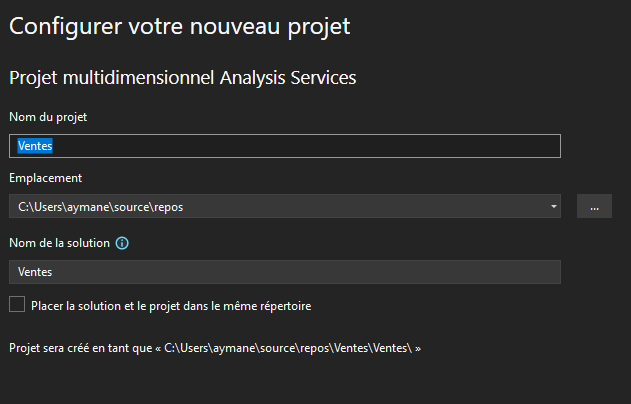 Configurer votre nouveau projet
Projet multidimensionnel Analysis Services
Nom du projet
Ventes
Emplacement
C:\Users\aymane\source\repos
...
Nom de la solution
Ventes
Placer la solution et le projet dans le même répertoire
Projet sera créé en tant que « C:\Users\aymane\source\repos\Ventes\Ventes\ »